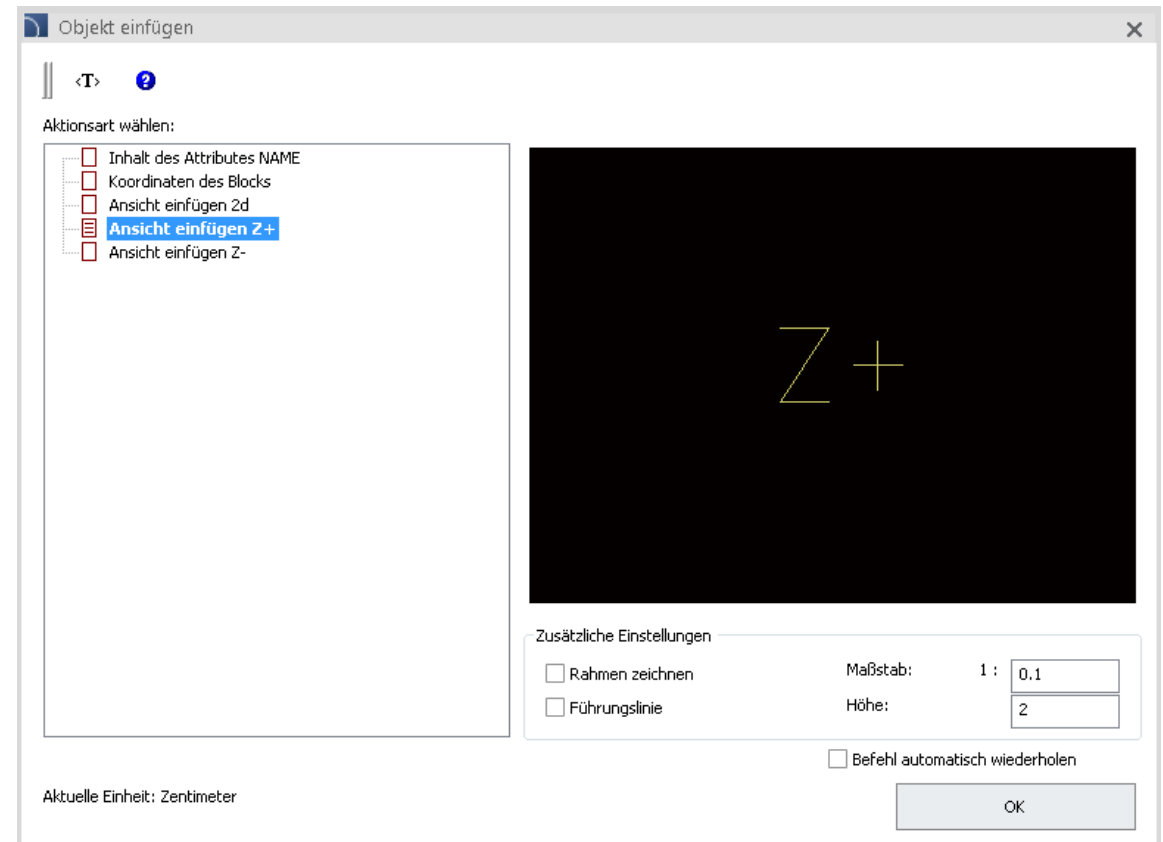 Objekt einfügen
<T>
?
Aktionsart wählen:
Inhalt des Attributes NAME
Koordinaten des Blocks
Ansicht einfügen 2d
Ansicht einfügen Z+
Ansicht einfügen Z-
Z+
Zusätzliche Einstellungen
Rahmen zeichnen Maßstab: 1 : 0.1
Führungslinie Höhe: 2
Befehl automatisch wiederholen
Aktuelle Einheit: Zentimeter
OK